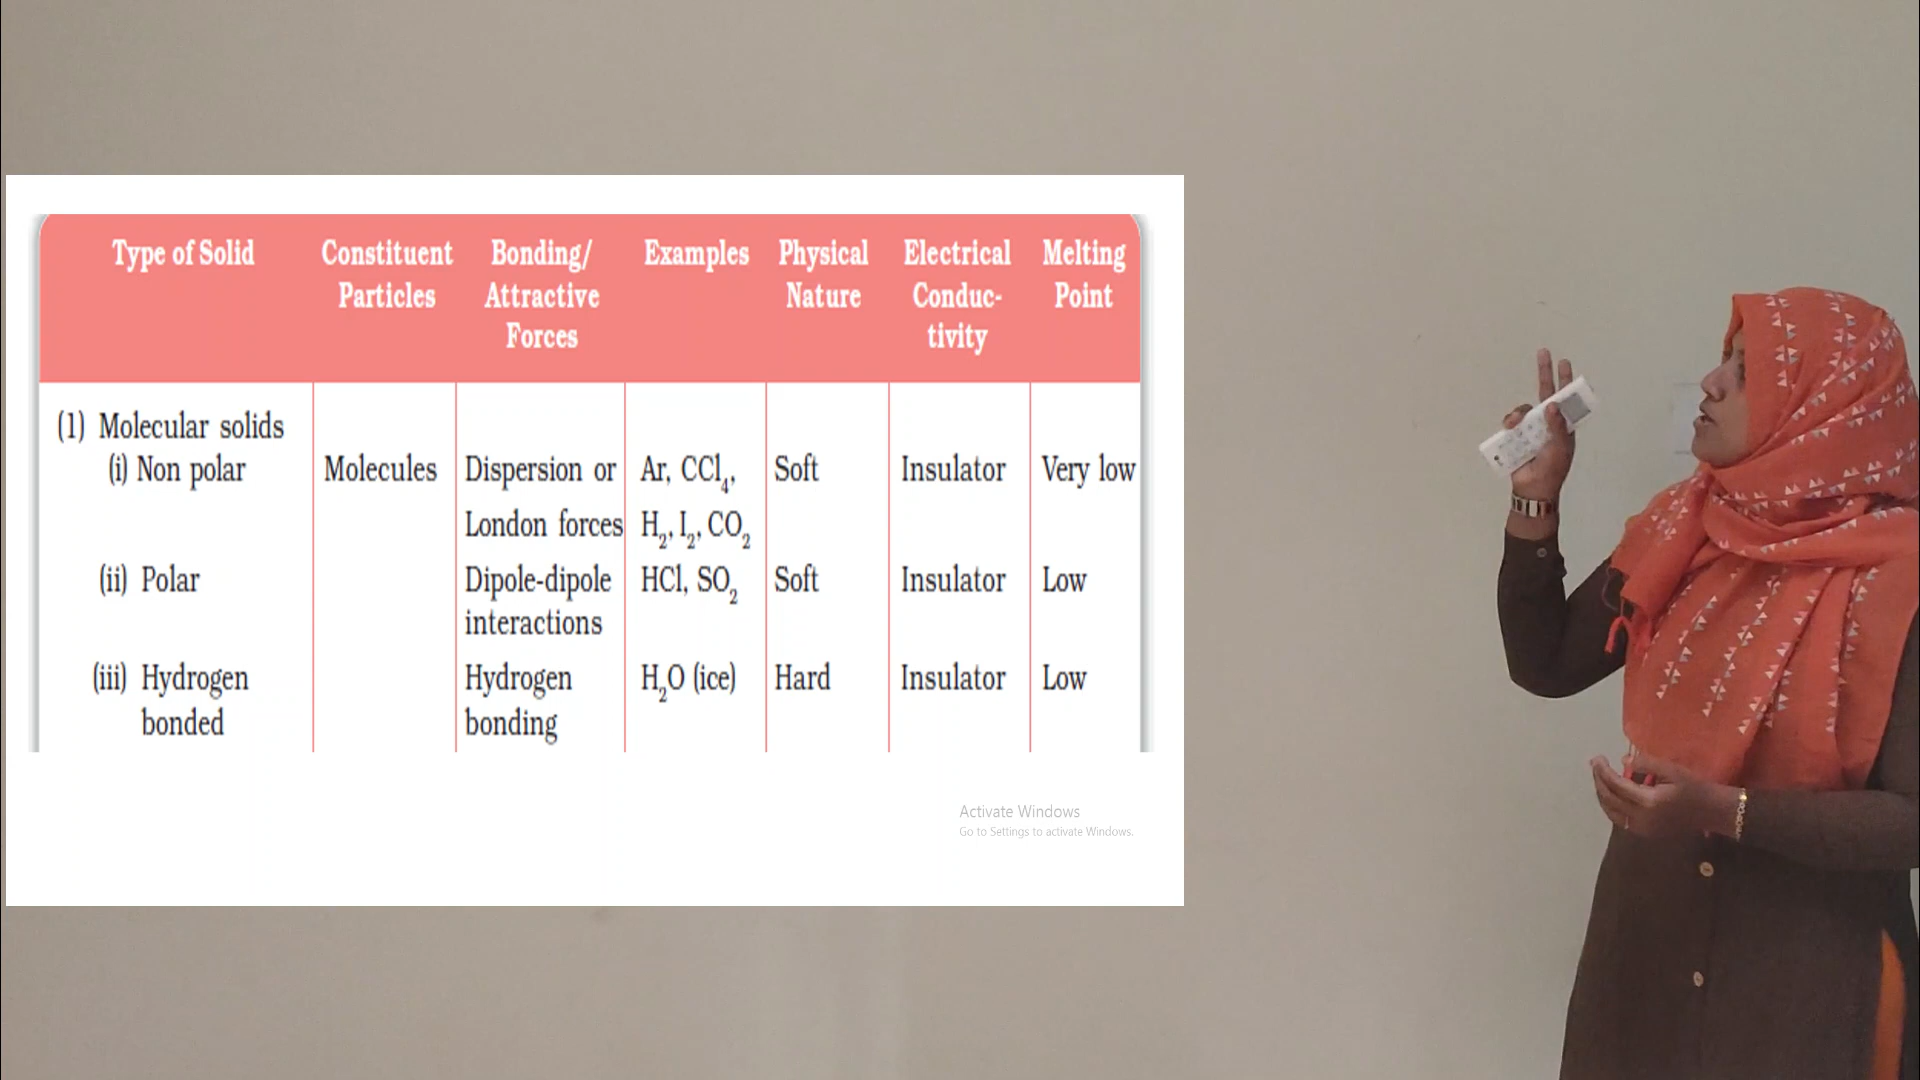 Type of Solid Constituent Particles Bonding/ Attractive Forces Examples Physical Nature Electrical Conduc- tivity Melting Point
(1) Molecular solids
(i) Non polar Molecules Dispersion or Ar, CCl₄, Soft Insulator Very low
London forces H₂, I₂, CO₂
(ii) Polar Dipole-dipole HCl, SO₂ Soft Insulator Low
interactions
(iii) Hydrogen Hydrogen H₂O (ice) Hard Insulator Low
bonded bonding
Activate Windows
Go to Settings to activate Windows.